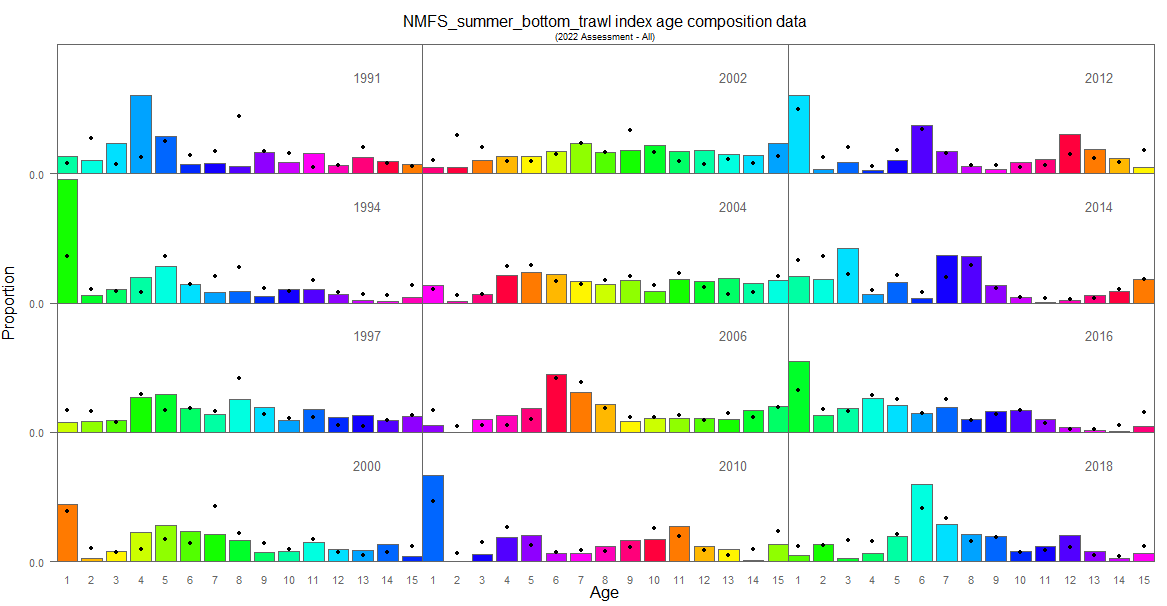 NMFS_summer_bottom_trawl index age composition data
(2022 Assessment - All)
1991 2002 2012
0.0
1994 2004 2014
0.0
1997 2006 2016
0.0
2000 2010 2018
0.0
1 2 3 4 5 6 7 8 9 10 11 12 13 14 15 1 2 3 4 5 6 7 8 9 10 11 12 13 14 15 1 2 3 4 5 6 7 8 9 10 11 12 13 14 15
Age
Proportion